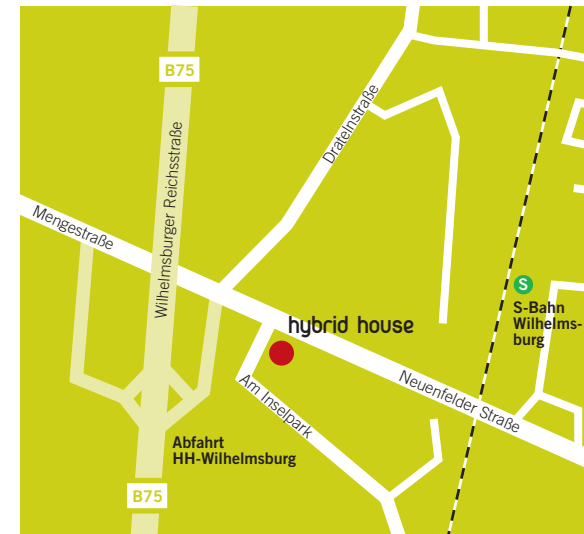 B75
Wilhelmsburger Reichsstraße
Dratelnstraße
Mengestraße
S
S-Bahn
Wilhelms-
burg
hybrid house
Neuenfelder Straße
Am Inselpark
Abfahrt
HH-Wilhelmsburg
B75